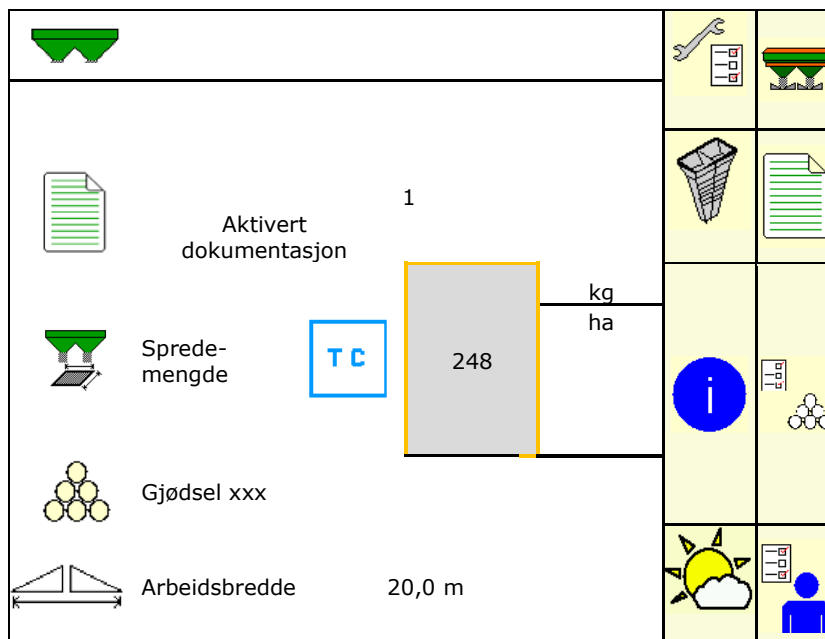 1
Aktivert
dokumentasjon
kg
ha
Sprede-
mengde
TC
248
i
Gjødsel xxx
Arbeidsbredde
20,0 m